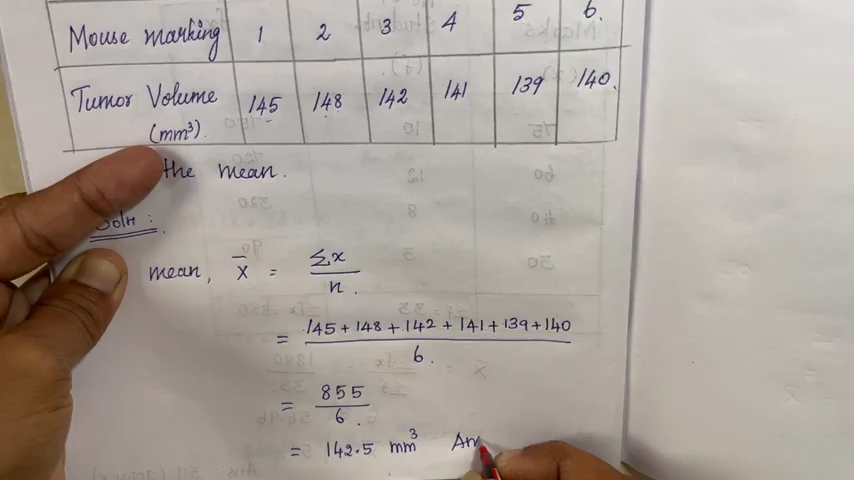 Mouse marking 1 2 3 4 5 6.
Tumor Volume (mm³). 145 148 142 141 139 140.
the mean.
Soln :
mean, x̄ = Σx / n.
= 145+148+142+141+139+140 / 6.
= 855 / 6.
= 142.5 mm³ An